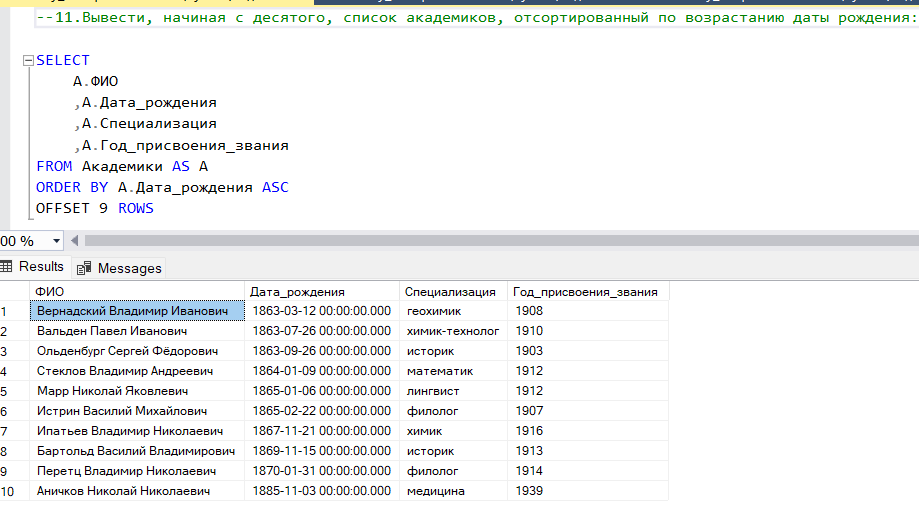 --11.Вывести, начиная с десятого, список академиков, отсортированный по возрастанию даты рождения:
SELECT
А.ФИО
,А.Дата_рождения
,А.Специализация
,А.Год_присвоения_звания
FROM Академики AS А
ORDER BY А.Дата_рождения ASC
OFFSET 9 ROWS
00 %
Results Messages
ФИО Дата_рождения Специализация Год_присвоения_звания
1 Вернадский Владимир Иванович 1863-03-12 00:00:00.000 геохимик 1908
2 Вальден Павел Иванович 1863-07-26 00:00:00.000 химик-технолог 1910
3 Ольденбург Сергей Фёдорович 1863-09-26 00:00:00.000 историк 1903
4 Стеклов Владимир Андреевич 1864-01-09 00:00:00.000 математик 1912
5 Марр Николай Яковлевич 1865-01-06 00:00:00.000 лингвист 1912
6 Истрин Василий Михайлович 1865-02-22 00:00:00.000 филолог 1907
7 Ипатьев Владимир Николаевич 1867-11-21 00:00:00.000 химик 1916
8 Бартольд Василий Владимирович 1869-11-15 00:00:00.000 историк 1913
9 Перетц Владимир Николаевич 1870-01-31 00:00:00.000 филолог 1914
10 Аничков Николай Николаевич 1885-11-03 00:00:00.000 медицина 1939